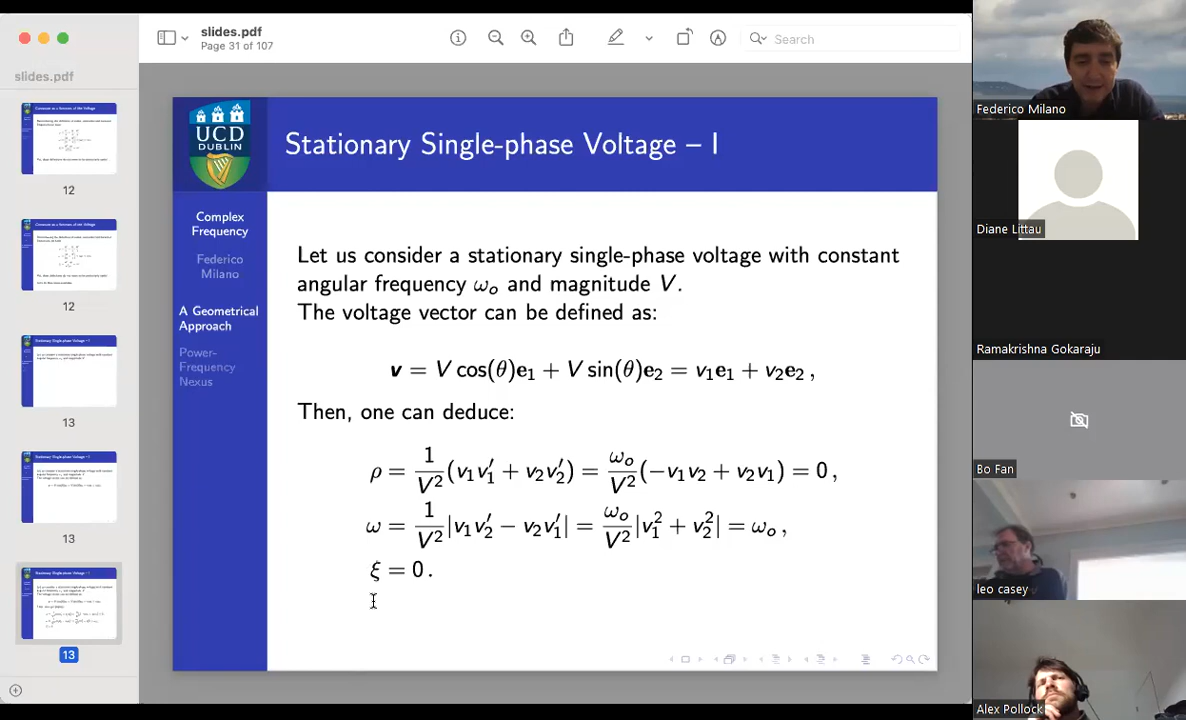 slides.pdf
Page 31 of 107
Search
slides.pdf
12
12
13
13
13
UCD
DUBLIN
Stationary Single-phase Voltage – I
Complex
Frequency
Federico
Milano
A Geometrical
Approach
Power-
Frequency
Nexus
Let us consider a stationary single-phase voltage with constant
angular frequency ωₒ and magnitude V.
The voltage vector can be defined as:
v = V cos(θ)e₁ + V sin(θ)e₂ = v₁e₁ + v₂e₂ ,
Then, one can deduce:
ρ = 1/V² (v₁v₁′ + v₂v₂′) = ωₒ/V² (−v₁v₂ + v₂v₁) = 0 ,
ω = 1/V² |v₁v₂′ − v₂v₁′| = ωₒ/V² |v₁² + v₂²| = ωₒ ,
ξ = 0 .
Federico Milano
Diane Littau
Ramakrishna Gokaraju
Bo Fan
leo casey
Alex Pollock